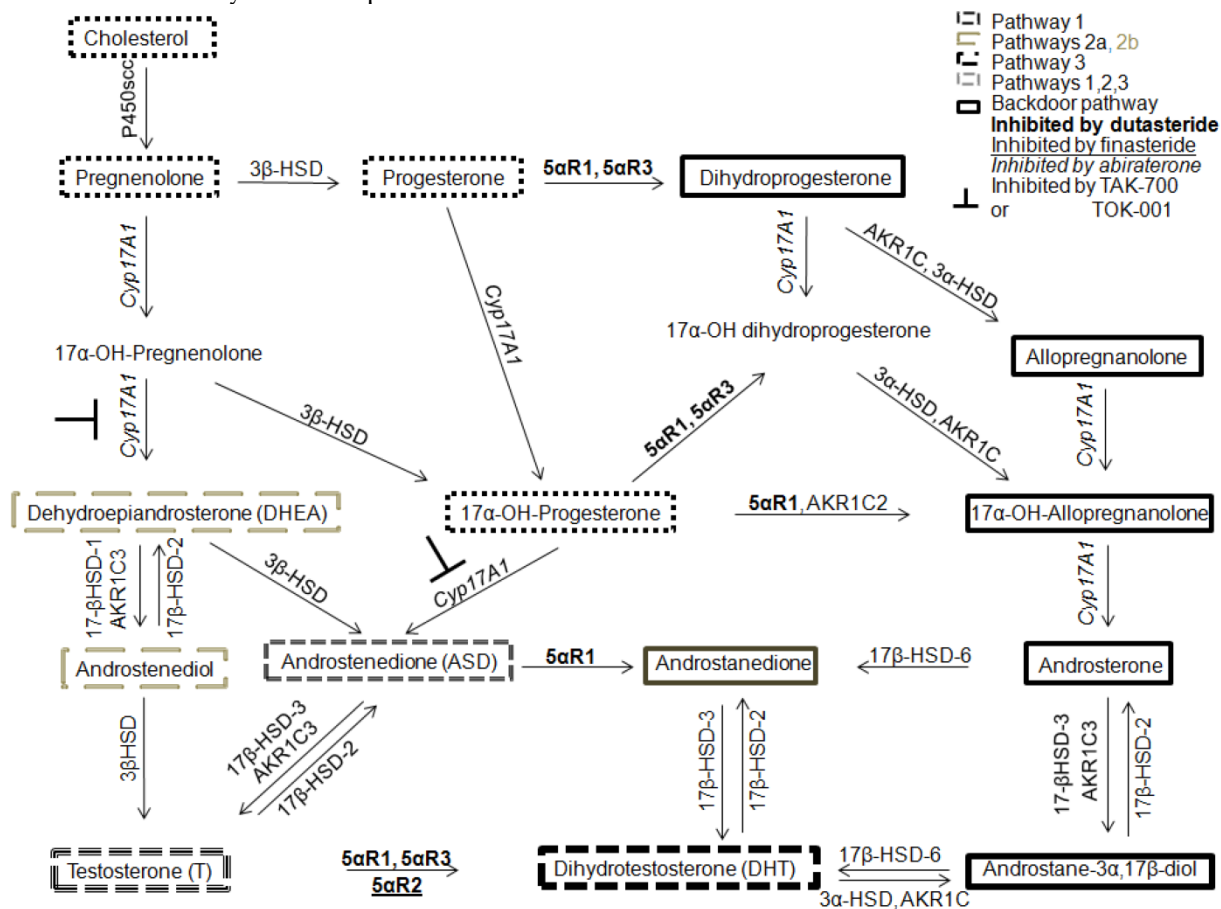 Cholesterol
Pathway 1
Pathways 2a, 2b
Pathway 3
Pathways 1,2,3
Backdoor pathway
Inhibited by dutasteride
Inhibited by finasteride
Inhibited by abiraterone
Inhibited by TAK-700
or TOK-001
P450scc
Pregnenolone
3β-HSD
Progesterone
5αR1, 5αR3
Dihydroprogesterone
Cyp17A1
Cyp17A1
Cyp17A1
AKR1C, 3α-HSD
17α-OH-Pregnenolone
17α-OH dihydroprogesterone
Allopregnanolone
Cyp17A1
3β-HSD
5αR1, 5αR3
3α-HSD, AKR1C
Cyp17A1
Dehydroepiandrosterone (DHEA)
17α-OH-Progesterone
5αR1, AKR1C2
17α-OH-Allopregnanolone
17-βHSD-1
AKR1C3
17β-HSD-2
3β-HSD
Cyp17A1
Cyp17A1
Androstenediol
Androstenedione (ASD)
5αR1
Androstanedione
17β-HSD-6
Androsterone
3βHSD
17β-HSD-3
AKR1C3
17β-HSD-2
17β-HSD-3
17β-HSD-2
17-βHSD-3
AKR1C3
17β-HSD-2
Testosterone (T)
5αR1, 5αR3
5αR2
Dihydrotestosterone (DHT)
17β-HSD-6
3α-HSD, AKR1C
Androstane-3α,17β-diol